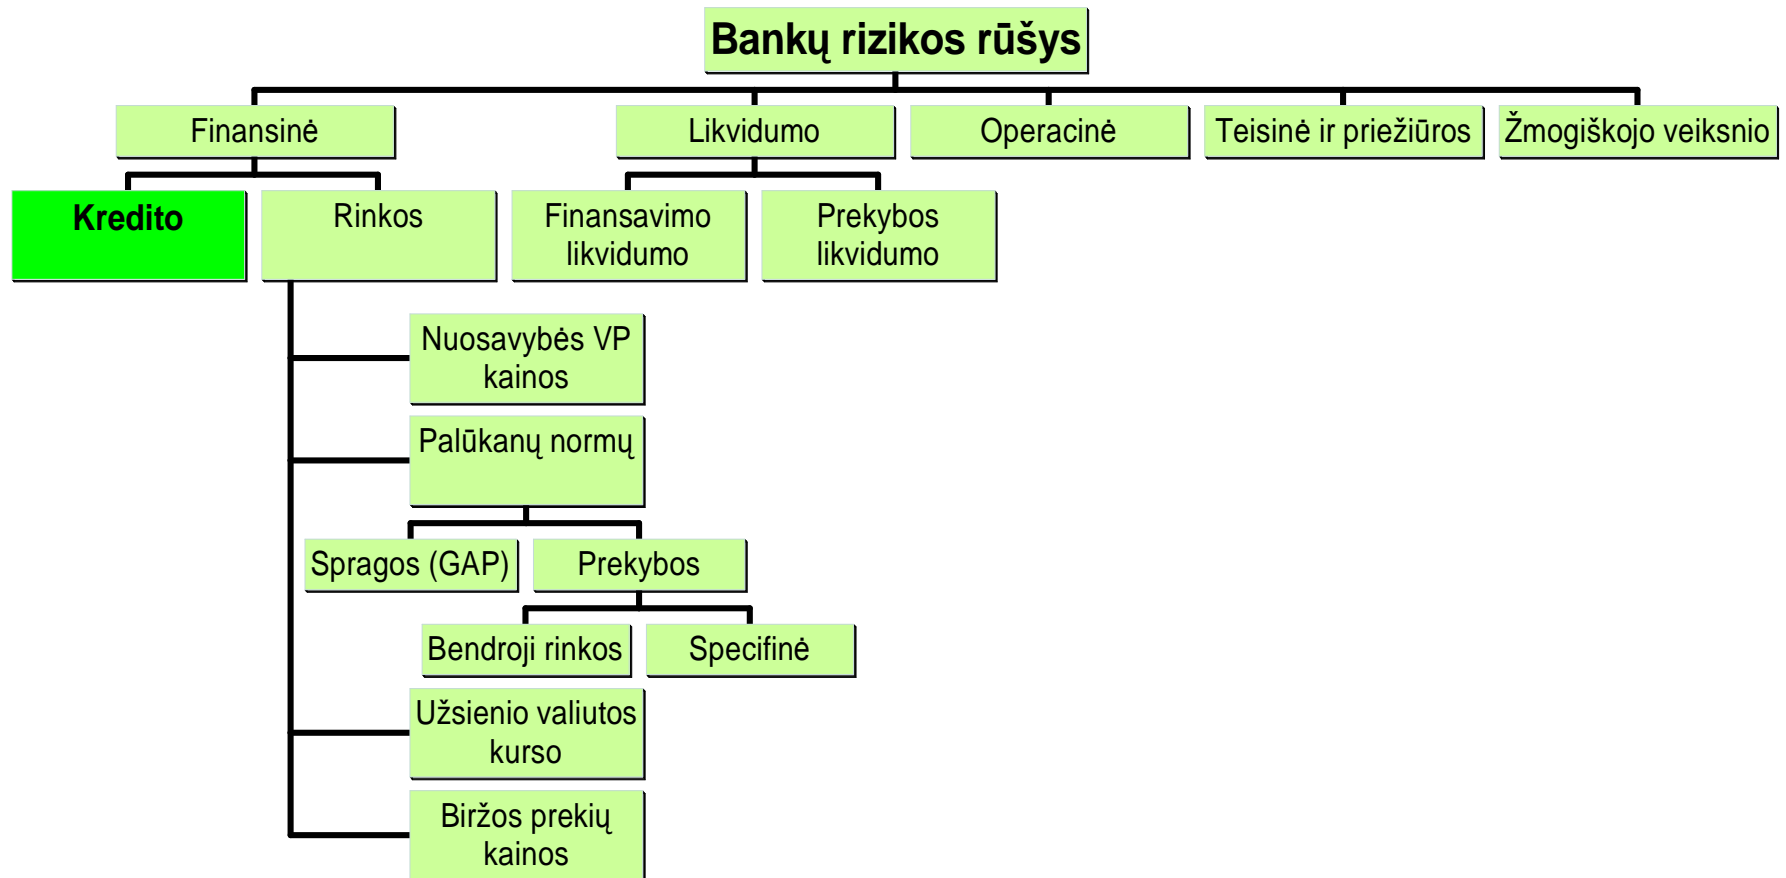 Bankų rizikos rūšys
Finansinė
Likvidumo
Operacinė
Teisinė ir priežiūros
Žmogiškojo veiksnio
Kredito
Rinkos
Finansavimo
likvidumo
Prekybos
likvidumo
Nuosavybės VP
kainos
Palūkanų normų
Spragos (GAP)
Prekybos
Bendroji rinkos
Specifinė
Užsienio valiutos
kurso
Biržos prekių
kainos